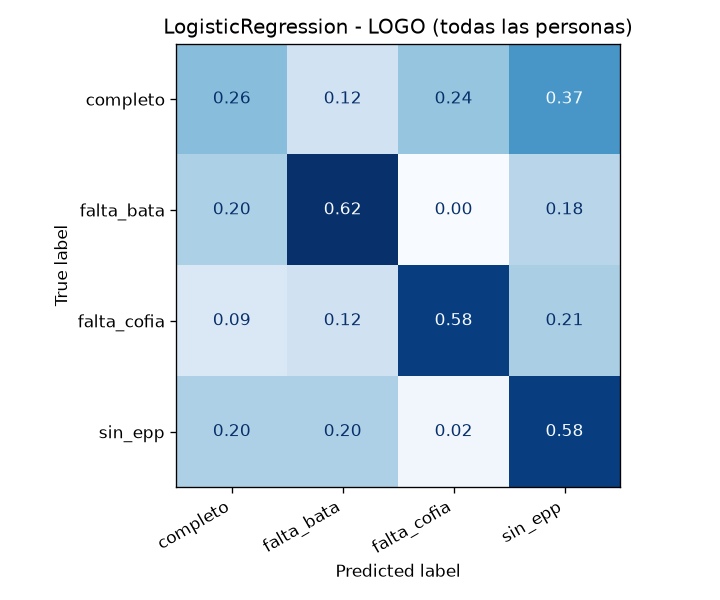 LogisticRegression - LOGO (todas las personas)
True label
completo 0.26 0.12 0.24 0.37
falta_bata 0.20 0.62 0.00 0.18
falta_cofia 0.09 0.12 0.58 0.21
sin_epp 0.20 0.20 0.02 0.58
completo falta_bata falta_cofia sin_epp
Predicted label